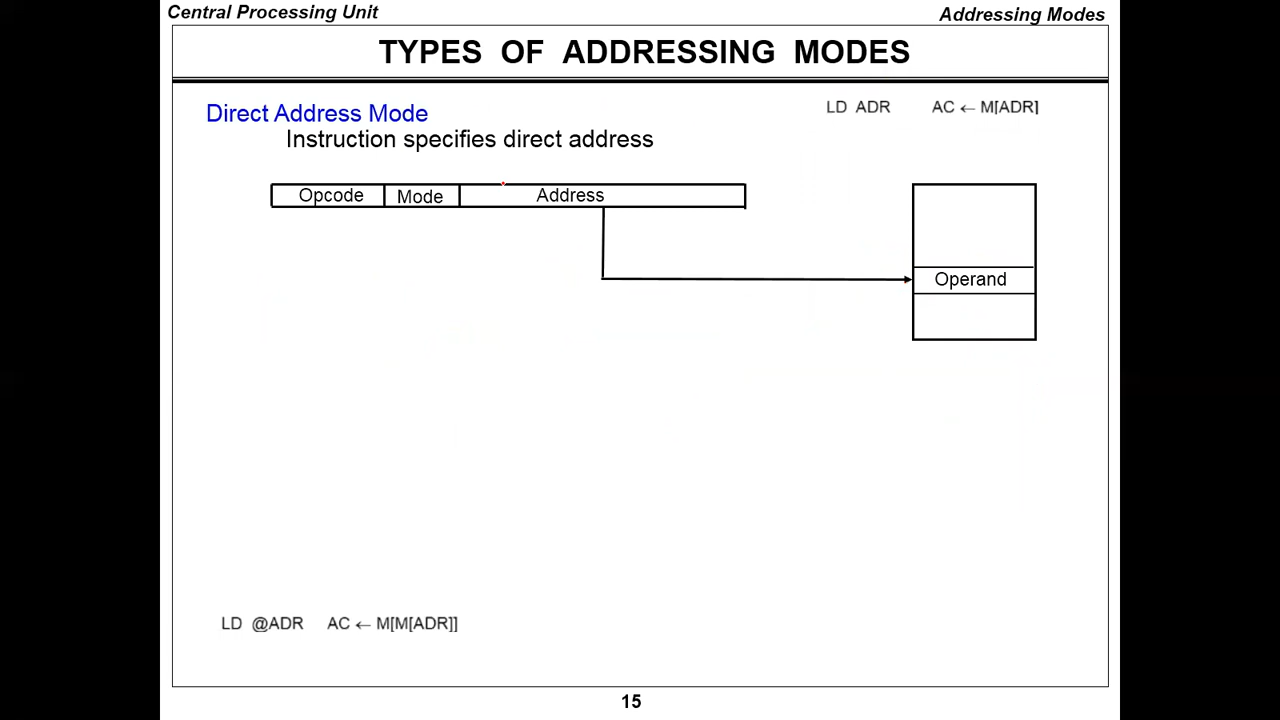 Central Processing Unit
Addressing Modes
TYPES OF ADDRESSING MODES
Direct Address Mode
LD ADR AC ← M[ADR]
Instruction specifies direct address
Opcode Mode Address
Operand
LD @ADR AC ← M[M[ADR]]
15